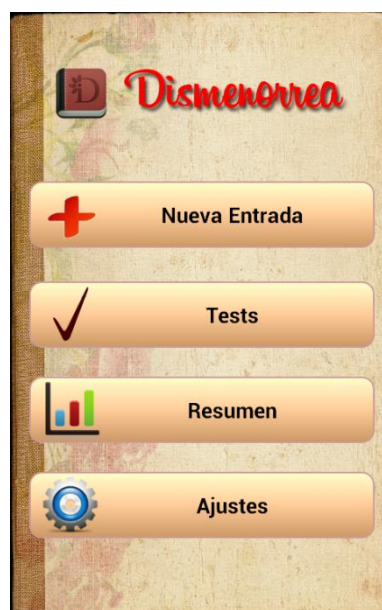 D
Dismenorrea
Nueva Entrada
Tests
Resumen
Ajustes